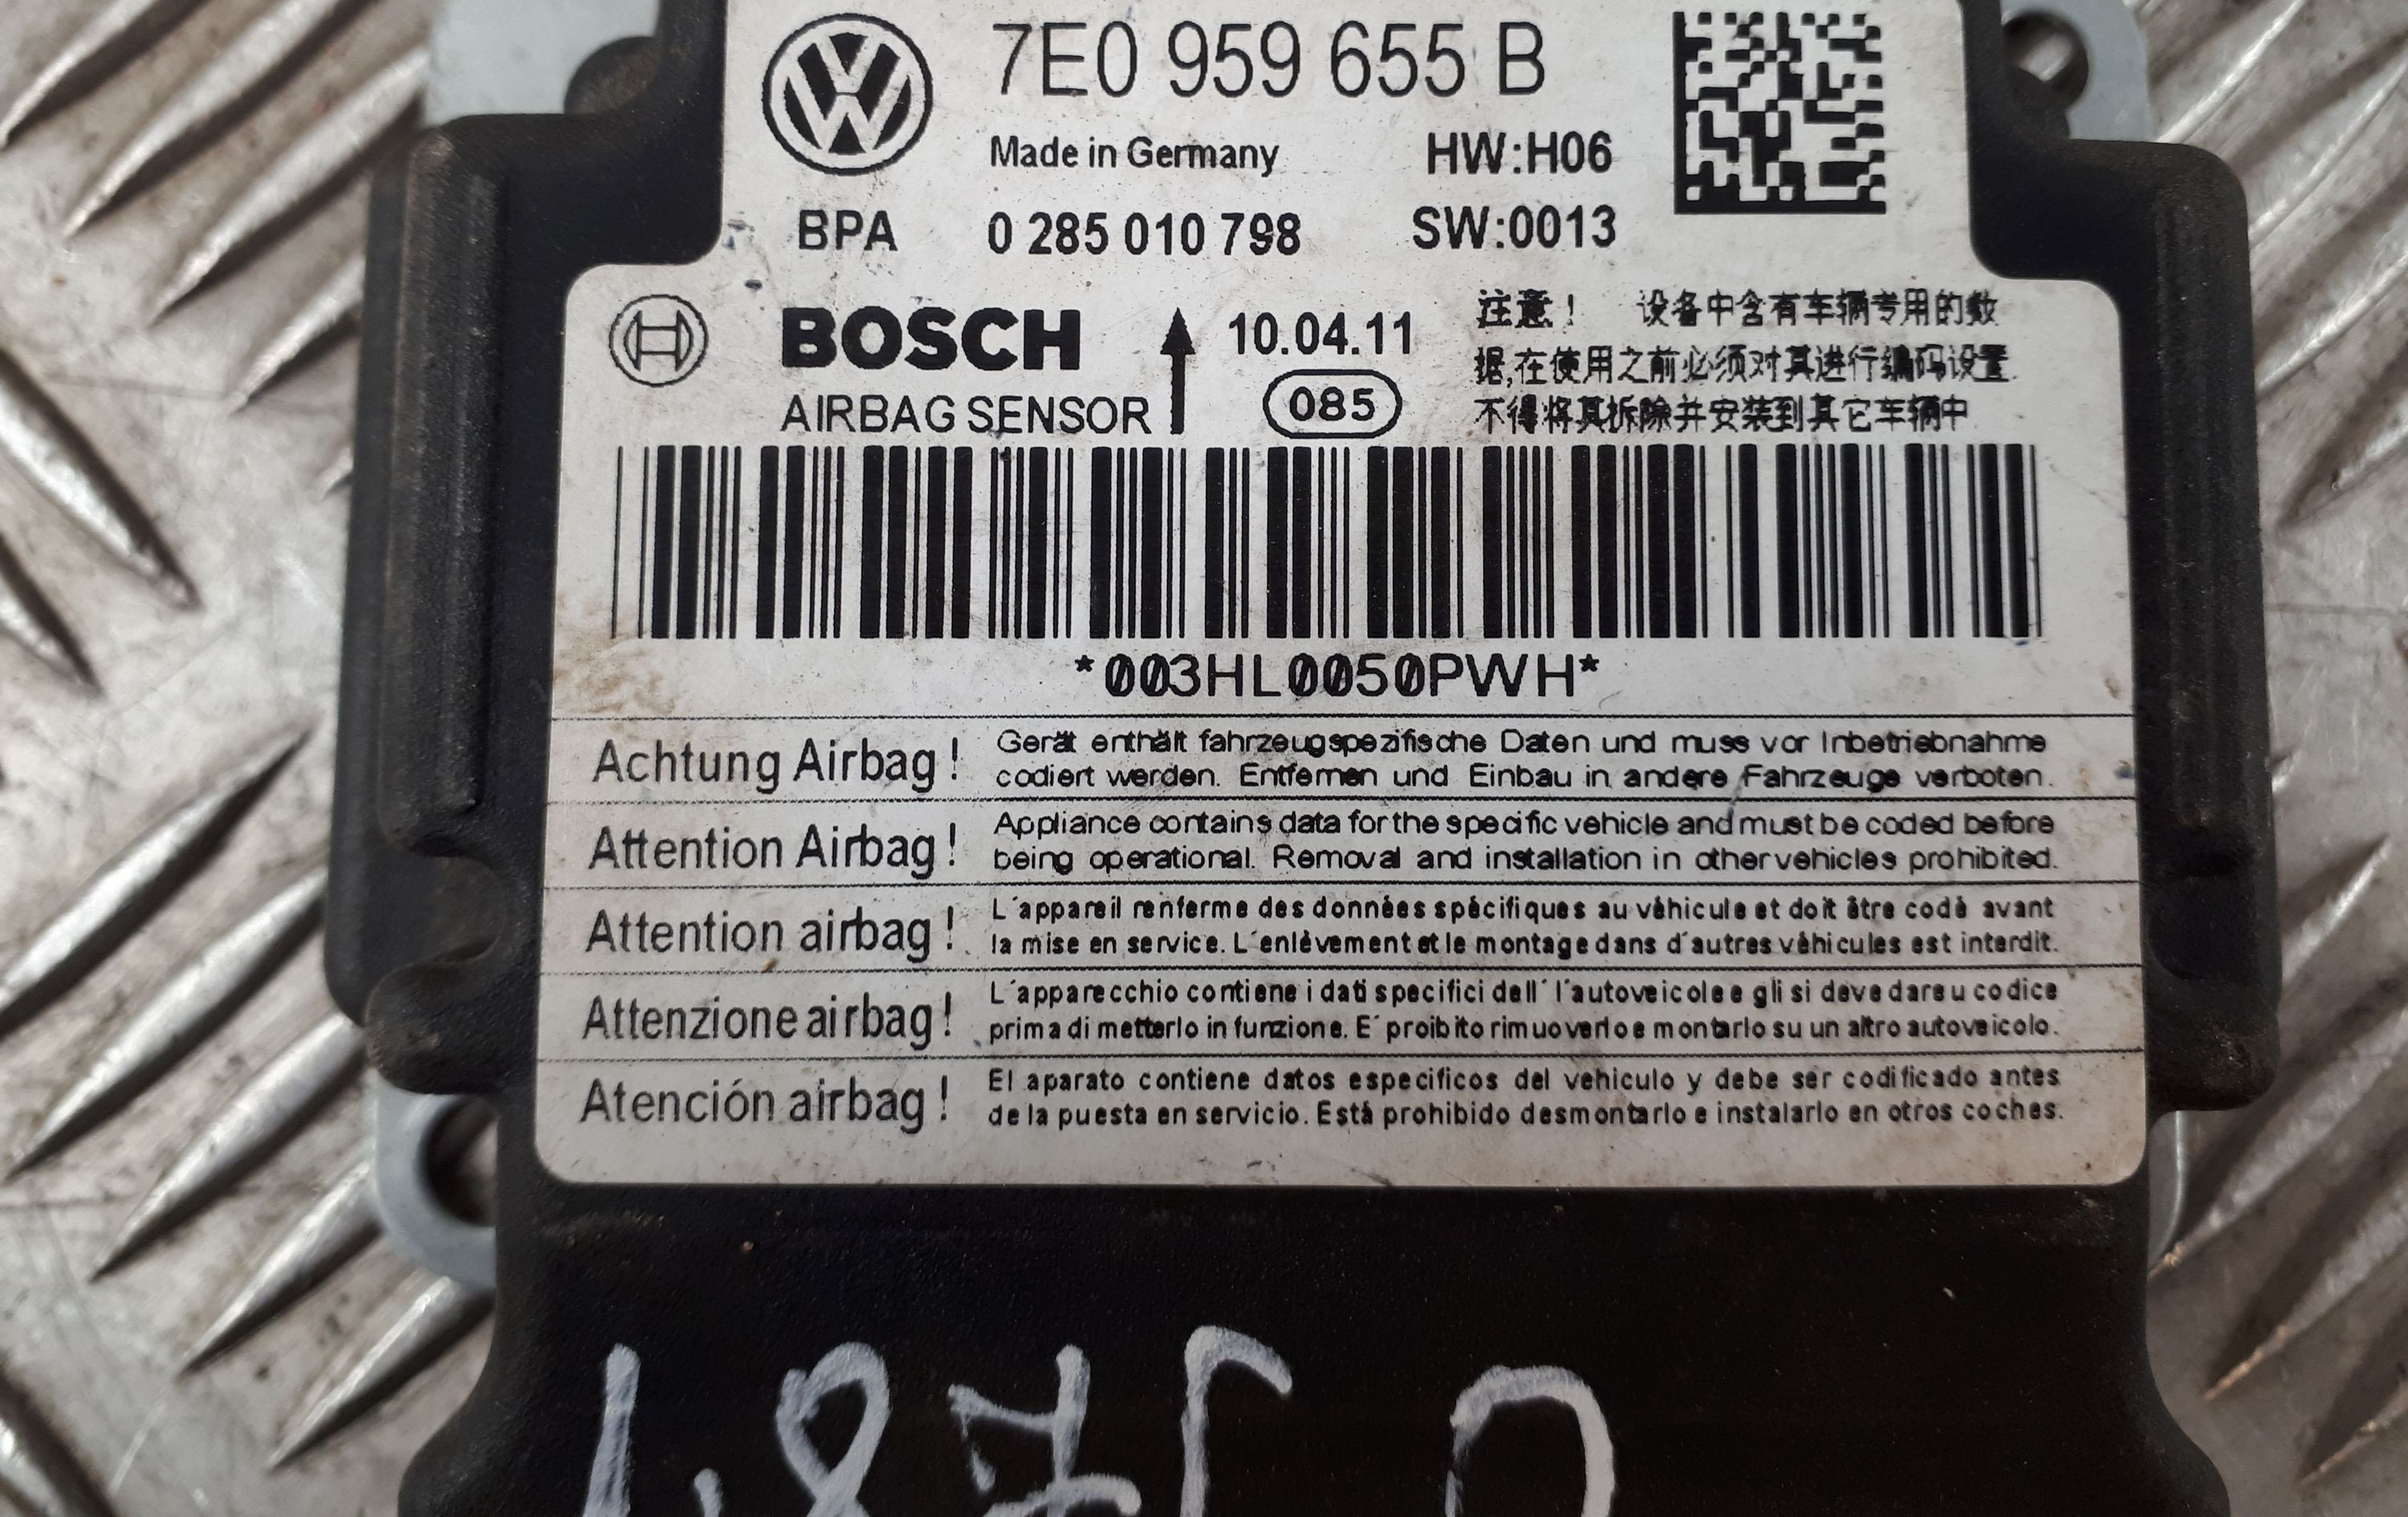 7E0 959 655 B
Made in Germany HW:H06
BPA 0 285 010 798 SW:0013
BOSCH 10.04.11
AIRBAG SENSOR 085
注意! 设备中含有车辆专用的数
据,在使用之前必须对其进行编码设置
不得将其拆除并安装到其它车辆中
*003HL0050PWH*
Achtung Airbag! Gerät enthält fahrzeugspezifische Daten und muss vor Inbetriebnahme
codiert werden. Entfernen und Einbau in andere Fahrzeuge verboten.
Attention Airbag! Appliance contains data for the specific vehicle and must be coded before
being operational. Removal and installation in other vehicles prohibited.
Attention airbag! L´appareil renferme des données spécifiques au véhicule et doit être codé avant
la mise en service. L´enlèvement et le montage dans d´autres véhicules est interdit.
Attenzione airbag! L´apparecchio contiene i dati specifici dell´ l´autoveicolo e gli si deve dare u codice
prima di metterlo in funzione. E´ proibito rimuoverlo e montarlo su un altro autoveicolo.
Atención airbag! El aparato contiene datos especificos del vehiculo y debe ser codificado antes
de la puesta en servicio. Está prohibido desmontarlo e instalarlo en otros coches.